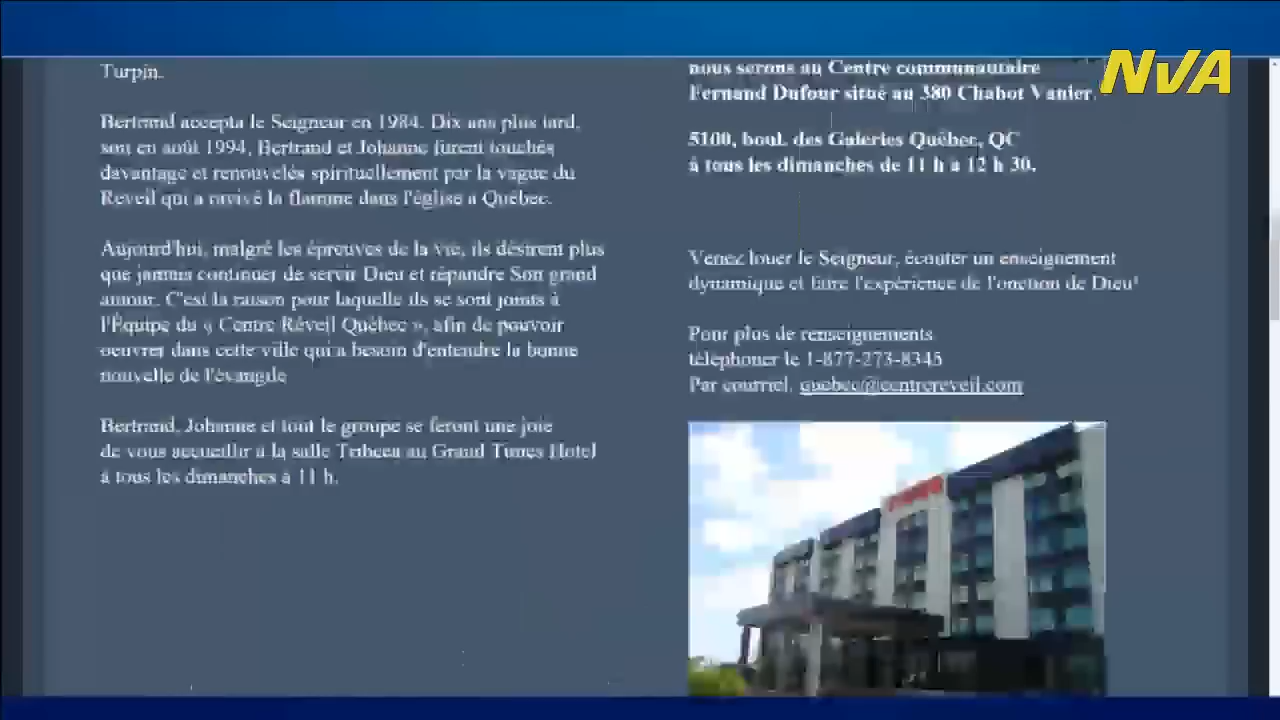 Turpin.
Bertrand accepta le Seigneur en 1984. Dix ans plus tard,
soit en août 1994, Bertrand et Johanne furent touchés
davantage et renouvelés spirituellement par la vague du
Reveil qui a ravivé la flamme dans l'église a Québec.
Aujourd'hui, malgré les épreuves de la vie, ils désirent plus
que jamais continuer de servir Dieu et répandre Son grand
amour. C'est la raison pour laquelle ils se sont joints à
l'Équipe du « Centre Réveil Québec », afin de pouvoir
oeuvrer dans cette ville qui a besoin d'entendre la bonne
nouvelle de l'évangile
Bertrand, Johanne et tout le groupe se feront une joie
de vous accueillir à la salle Tribeca au Grand Times Hotel
à tous les dimanches à 11 h.
nous serons au Centre communautaire
Fernand Dufour situé au 380 Chabot Vanier.
5100, boul. des Galeries Québec, QC
à tous les dimanches de 11 h à 12 h 30.
Venez louer le Seigneur, écouter un enseignement
dynamique et faire l'expérience de l'onction de Dieu!
Pour plus de renseignements
téléphoner le 1-877-273-8345
Par courriel, quebec@centrereveil.com
NVA